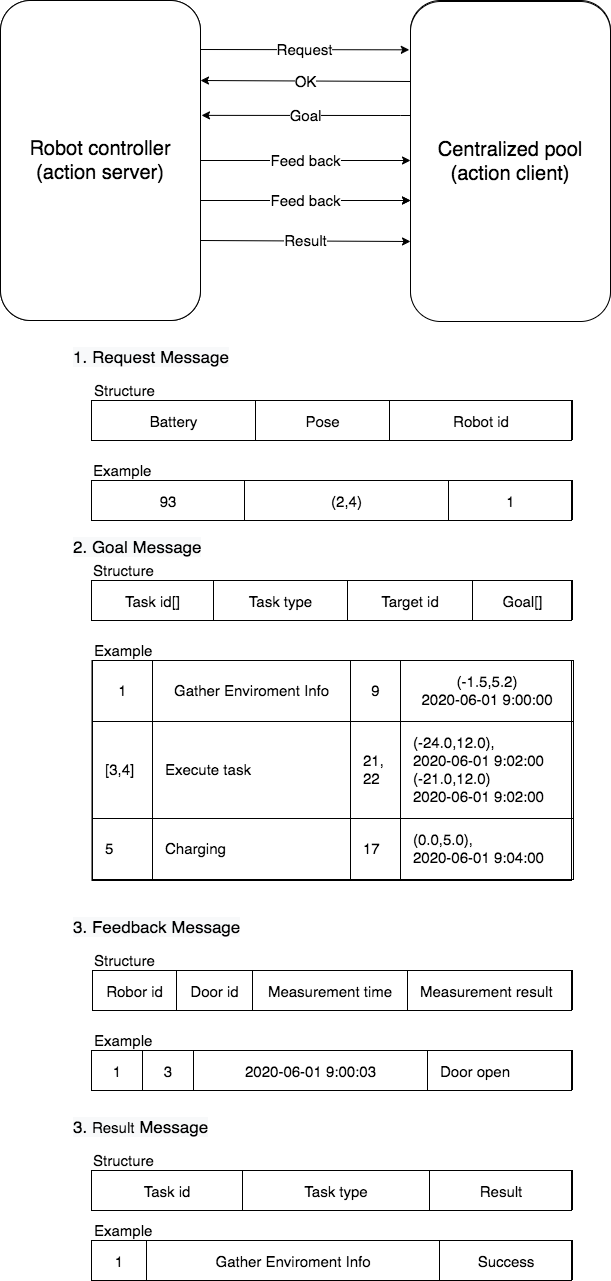 Robot controller
(action server)
Centralized pool
(action client)
Request
OK
Goal
Feed back
Feed back
Result
1. Request Message
Structure
Battery Pose Robot id
Example
93 (2,4) 1
2. Goal Message
Structure
Task id[] Task type Target id Goal[]
Example
1 Gather Enviroment Info 9 (-1.5,5.2)
2020-06-01 9:00:00
[3,4] Execute task 21,
22
(-24.0,12.0),
2020-06-01 9:02:00
(-21.0,12.0)
2020-06-01 9:02:00
5 Charging 17 (0.0,5.0),
2020-06-01 9:04:00
3. Feedback Message
Structure
Robor id Door id Measurement time Measurement result
Example
1 3 2020-06-01 9:00:03 Door open
3. Result Message
Structure
Task id Task type Result
Example
1 Gather Enviroment Info Success